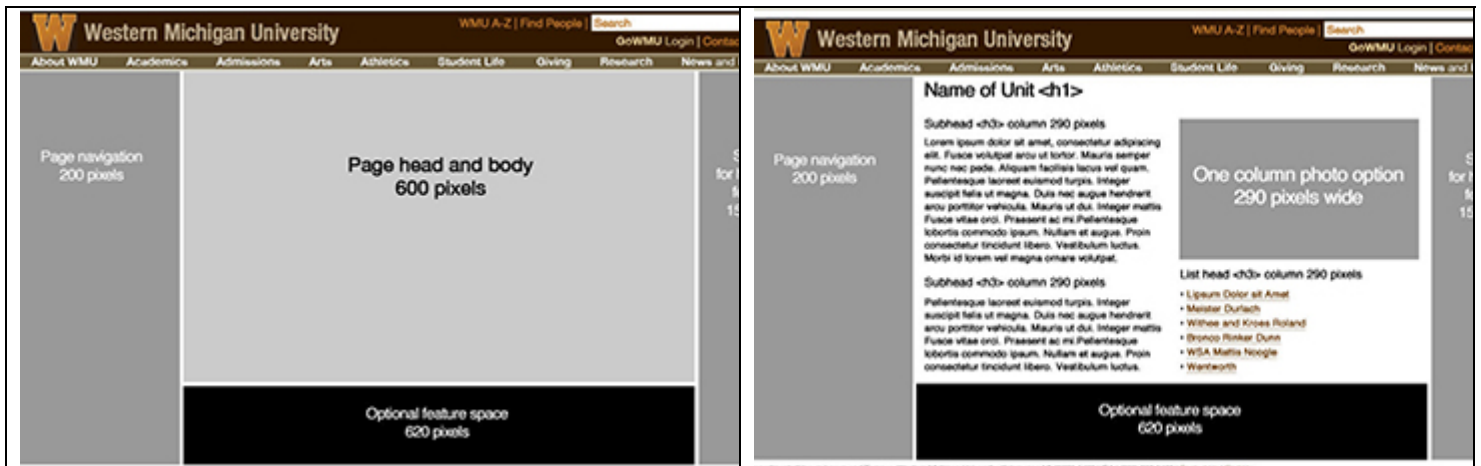 Western Michigan University
WMU A-Z | Find People | Search
GoWMU Login | Contac
About WMU Academics Admissions Arts Athletics Student Life Giving Research News and
Page navigation
200 pixels
Page head and body
600 pixels
S
for
15
Optional feature space
620 pixels
Western Michigan University
WMU A-Z | Find People | Search
GoWMU Login | Contac
About WMU Academics Admissions Arts Athletics Student Life Giving Research News and
Page navigation
200 pixels
Name of Unit <h1>
Subhead <h3> column 290 pixels
Lorem ipsum dolor sit amet, consectetur adipiscing
elit. Fusce volutpat arcu ut tortor. Mauris semper
nunc nec pede. Aliquam facilisis lacus vel quam.
Pellentesque laoreet euismod turpis. Integer
suscipit felis ut magna. Duis nec augue hendrerit
arcu porttitor vehicula. Mauris ut dui. Integer mattis
Fusce vitae orci. Praesent ac mi.Pellentesque
lobortis commodo ipsum. Nullam et augue. Proin
consectetur tincidunt libero. Vestibulum luctus.
Morbi id lorem vel magna ornare volutpat.
Subhead <h3> column 290 pixels
Pellentesque laoreet euismod turpis. Integer
suscipit felis ut magna. Duis nec augue hendrerit
arcu porttitor vehicula. Mauris ut dui. Integer mattis
Fusce vitae orci. Praesent ac mi.Pellentesque
lobortis commodo ipsum. Nullam et augue. Proin
consectetur tincidunt libero. Vestibulum luctus.
One column photo option
290 pixels wide
List head <h3> column 290 pixels
• Lipsum Dolor sit Amet
• Meister Durlach
• Withee and Kroes Roland
• Bronco Rinker Dunn
• WSA Mattis Noogle
• Wentworth
S
for
15
Optional feature space
620 pixels